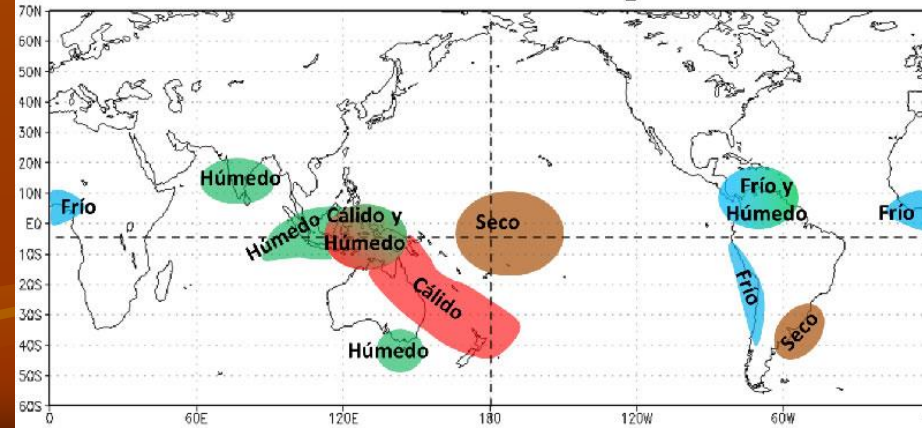 70N
60N
50N
40N
30N
20N
10N
EQ
10S
20S
30S
40S
50S
60S
Húmedo
Frío
Húmedo
Cálido y
Húmedo
Seco
Frío y
Húmedo
Frío
Cálido
Frío
Seco
Húmedo
0
60E
120E
180
120W
60W